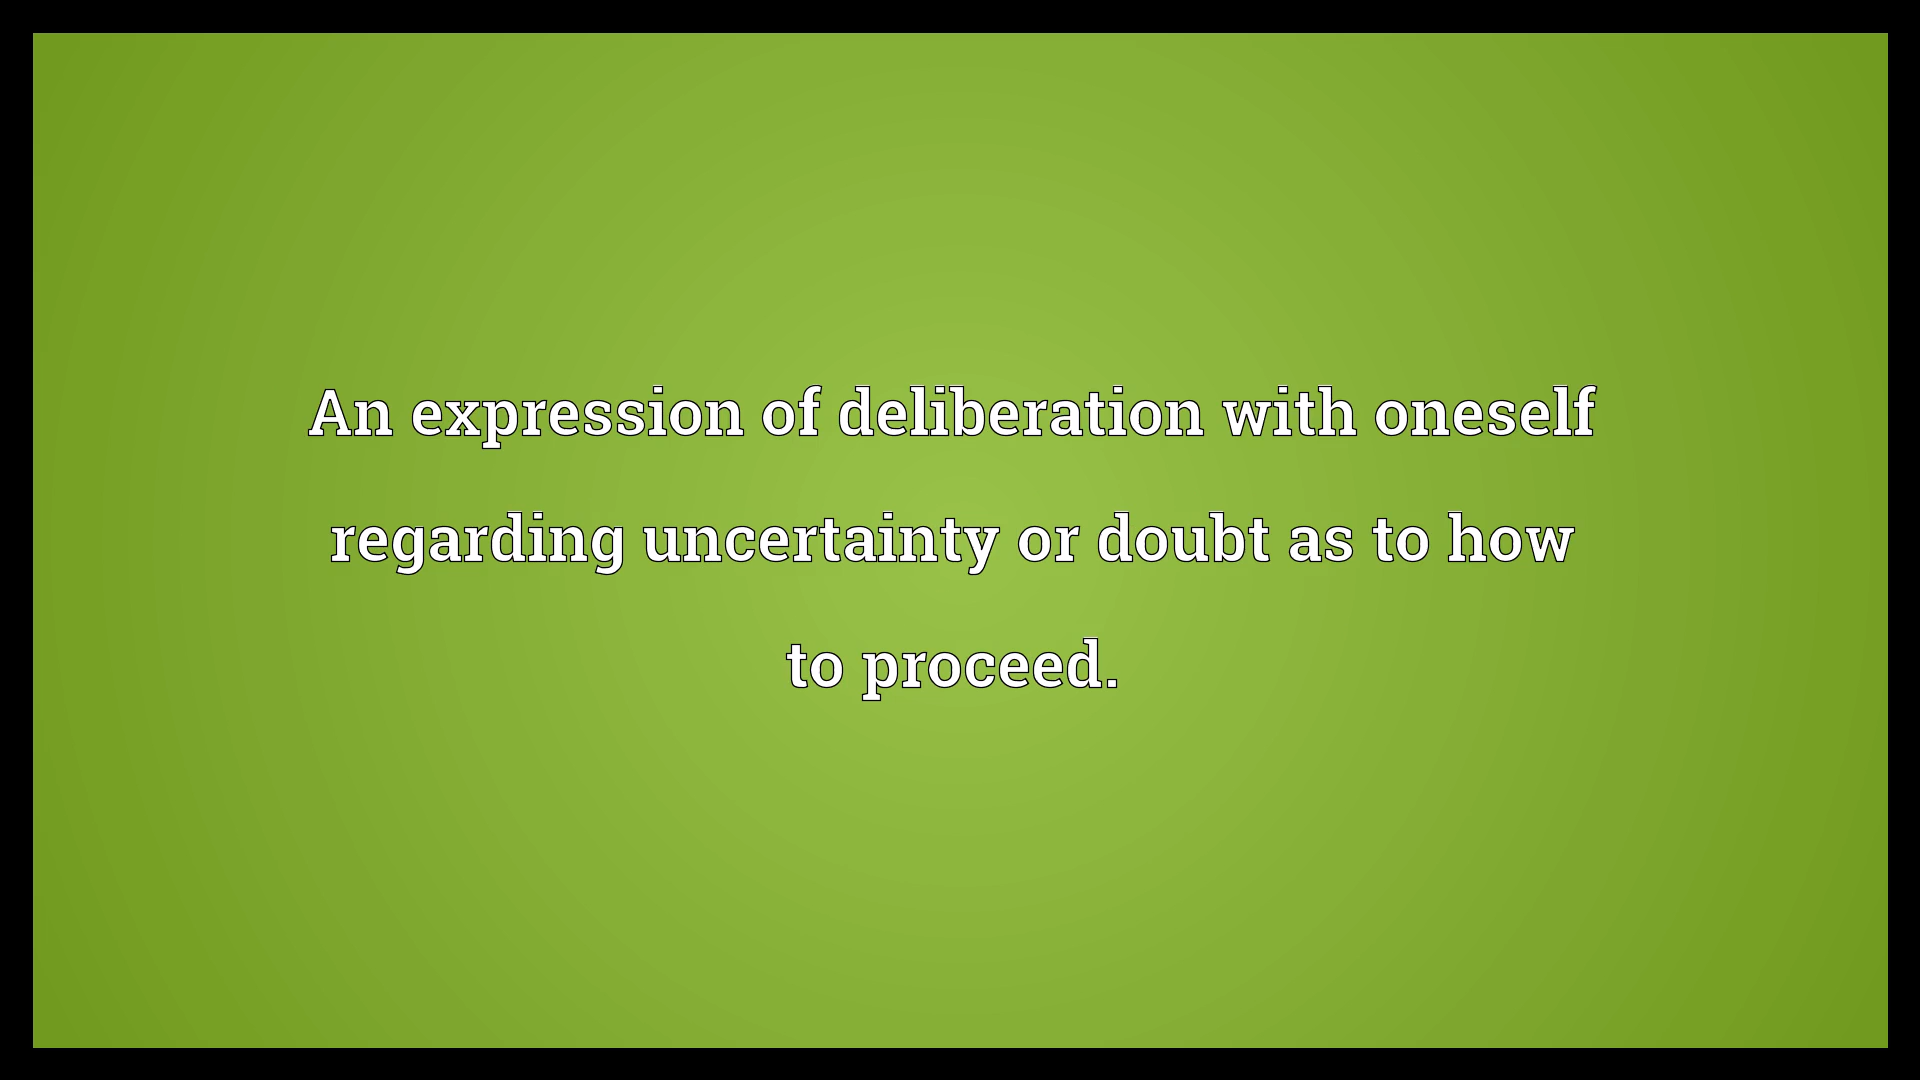 An expression of deliberation with oneself
regarding uncertainty or doubt as to how
to proceed.